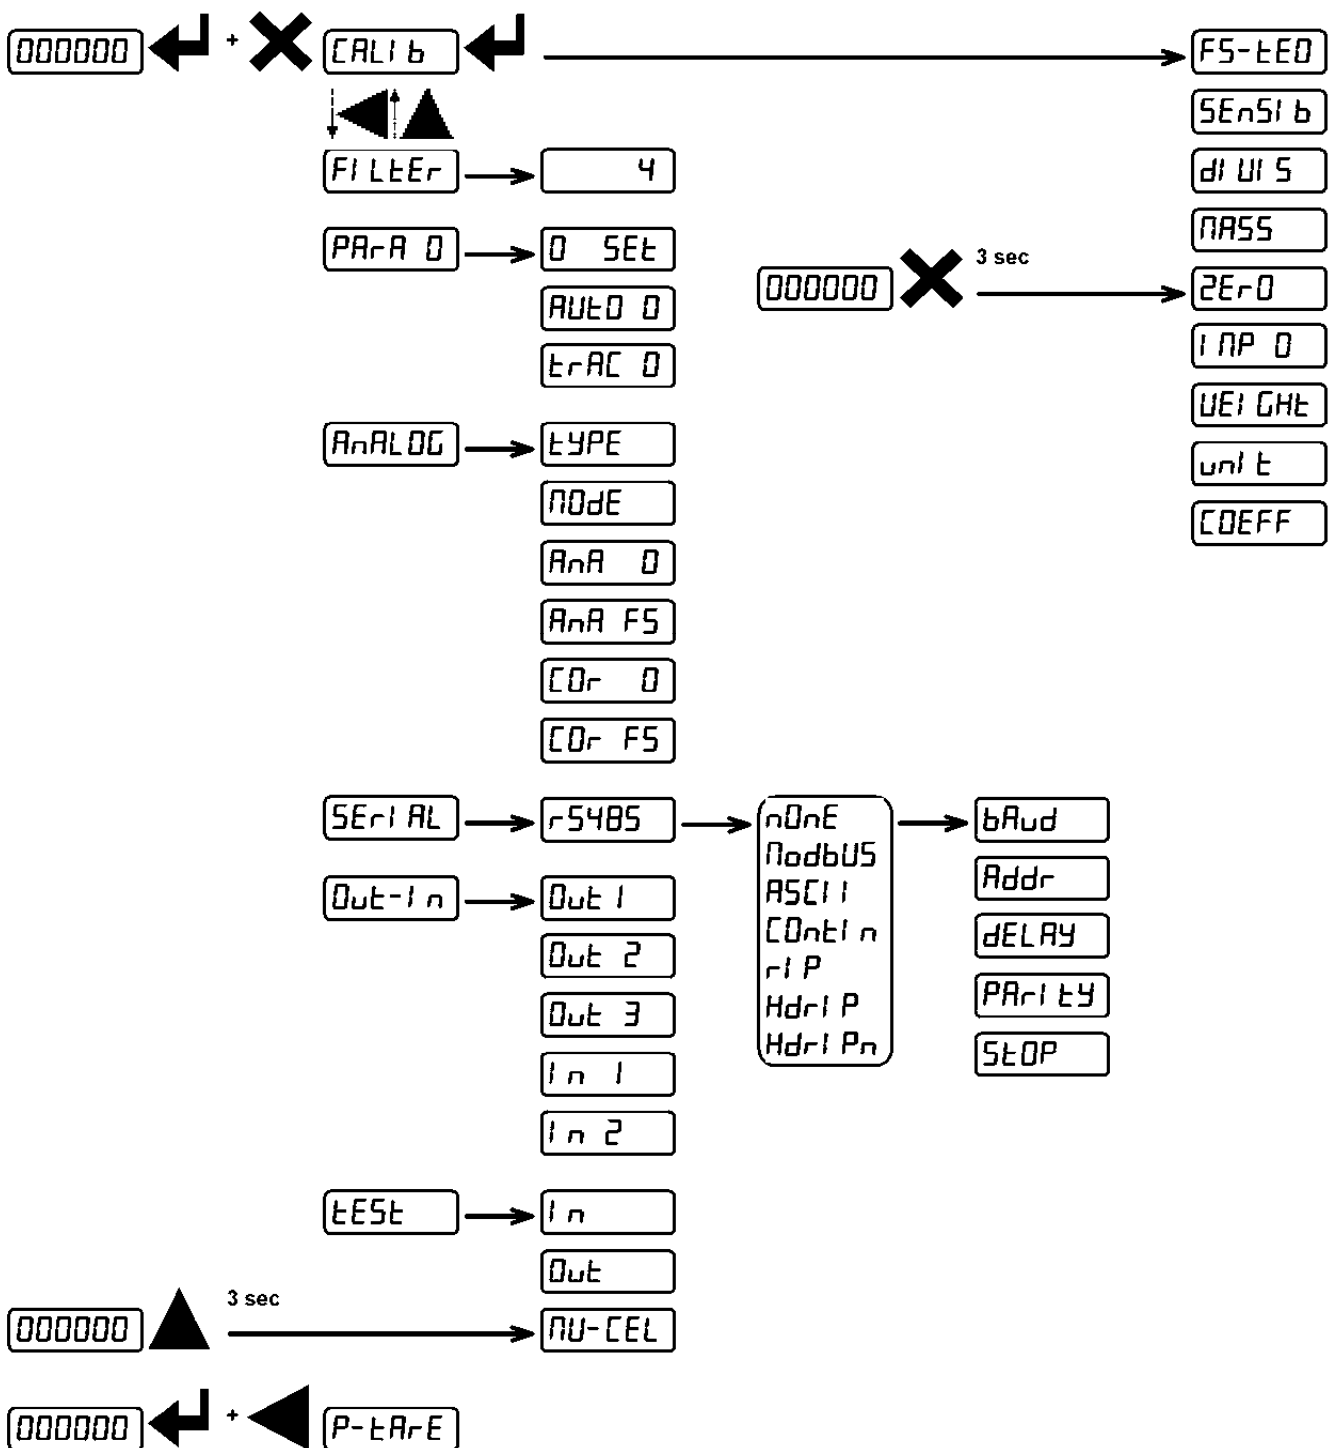 000000 + CALIb FS-tEO
SEnSIb
FILtEr 4 dIUIS
MASS
PArA 0 0 SEt 3 sec
000000 2ErO
AUtO 0
trAC 0 INP 0
UEIGHt
AnALOG tYPE unIt
MOdE COEFF
AnA 0
AnA FS
COr 0
COr FS
SErIAL rS485 nOnE bAud
ModbUS
ASCII Addr
Out-In Out 1
COntIn dELAY
Out 2 rIP
HdrIP PArItY
Out 3 HdrIPn StOP
In 1
In 2
tESt In
Out
3 sec
000000 MU-CEL
000000 + P-tArE